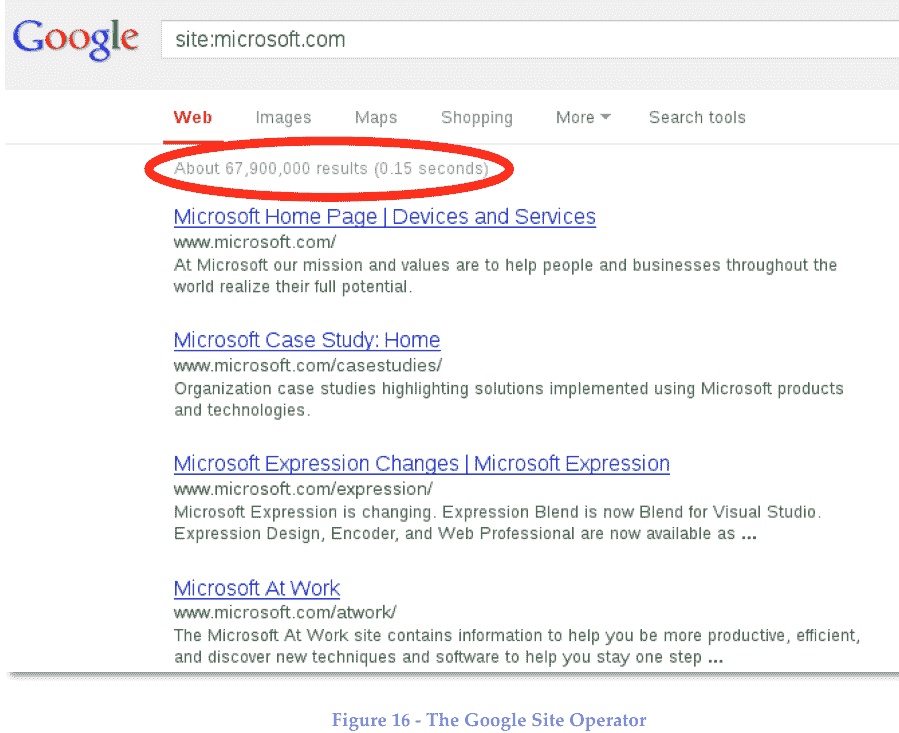 Google
site:microsoft.com
Web Images Maps Shopping More Search tools
About 67,900,000 results (0.15 seconds)
Microsoft Home Page | Devices and Services
www.microsoft.com/
At Microsoft our mission and values are to help people and businesses throughout the
world realize their full potential.
Microsoft Case Study: Home
www.microsoft.com/casestudies/
Organization case studies highlighting solutions implemented using Microsoft products
and technologies.
Microsoft Expression Changes | Microsoft Expression
www.microsoft.com/expression/
Microsoft Expression is changing. Expression Blend is now Blend for Visual Studio.
Expression Design, Encoder, and Web Professional are now available as ...
Microsoft At Work
www.microsoft.com/atwork/
The Microsoft At Work site contains information to help you be more productive, efficient,
and discover new techniques and software to help you stay one step ...
Figure 16 - The Google Site Operator